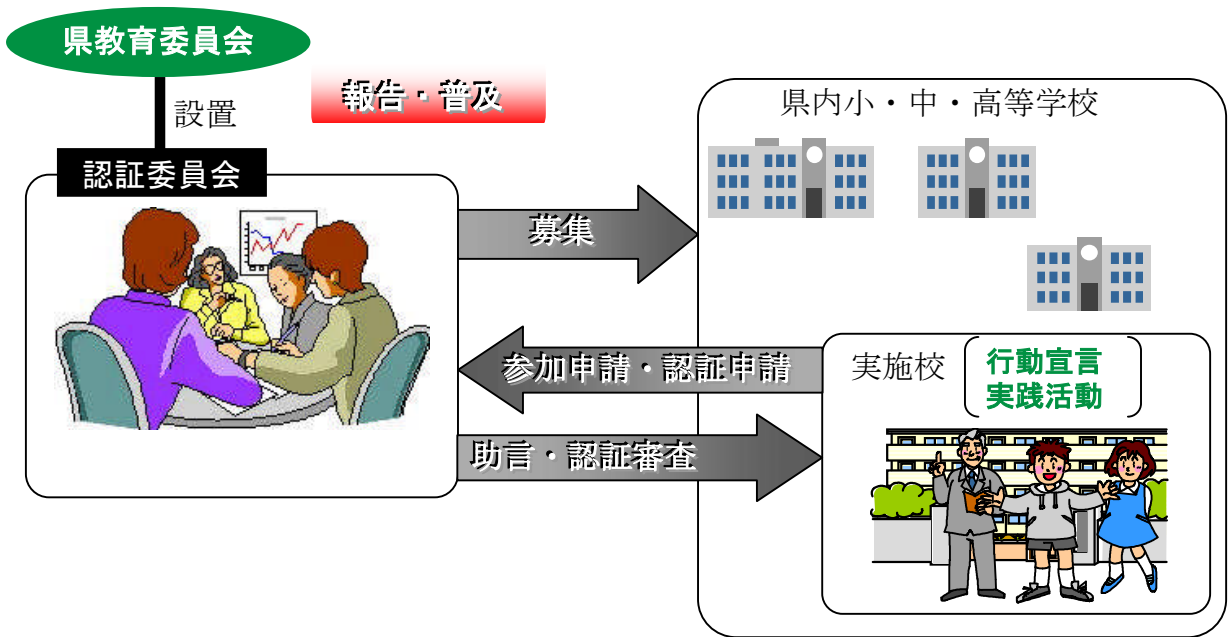 県教育委員会
設置
報告・普及
認証委員会
県内小・中・高等学校
募集
参加申請・認証申請
実施校
行動宣言
実践活動
助言・認証審査